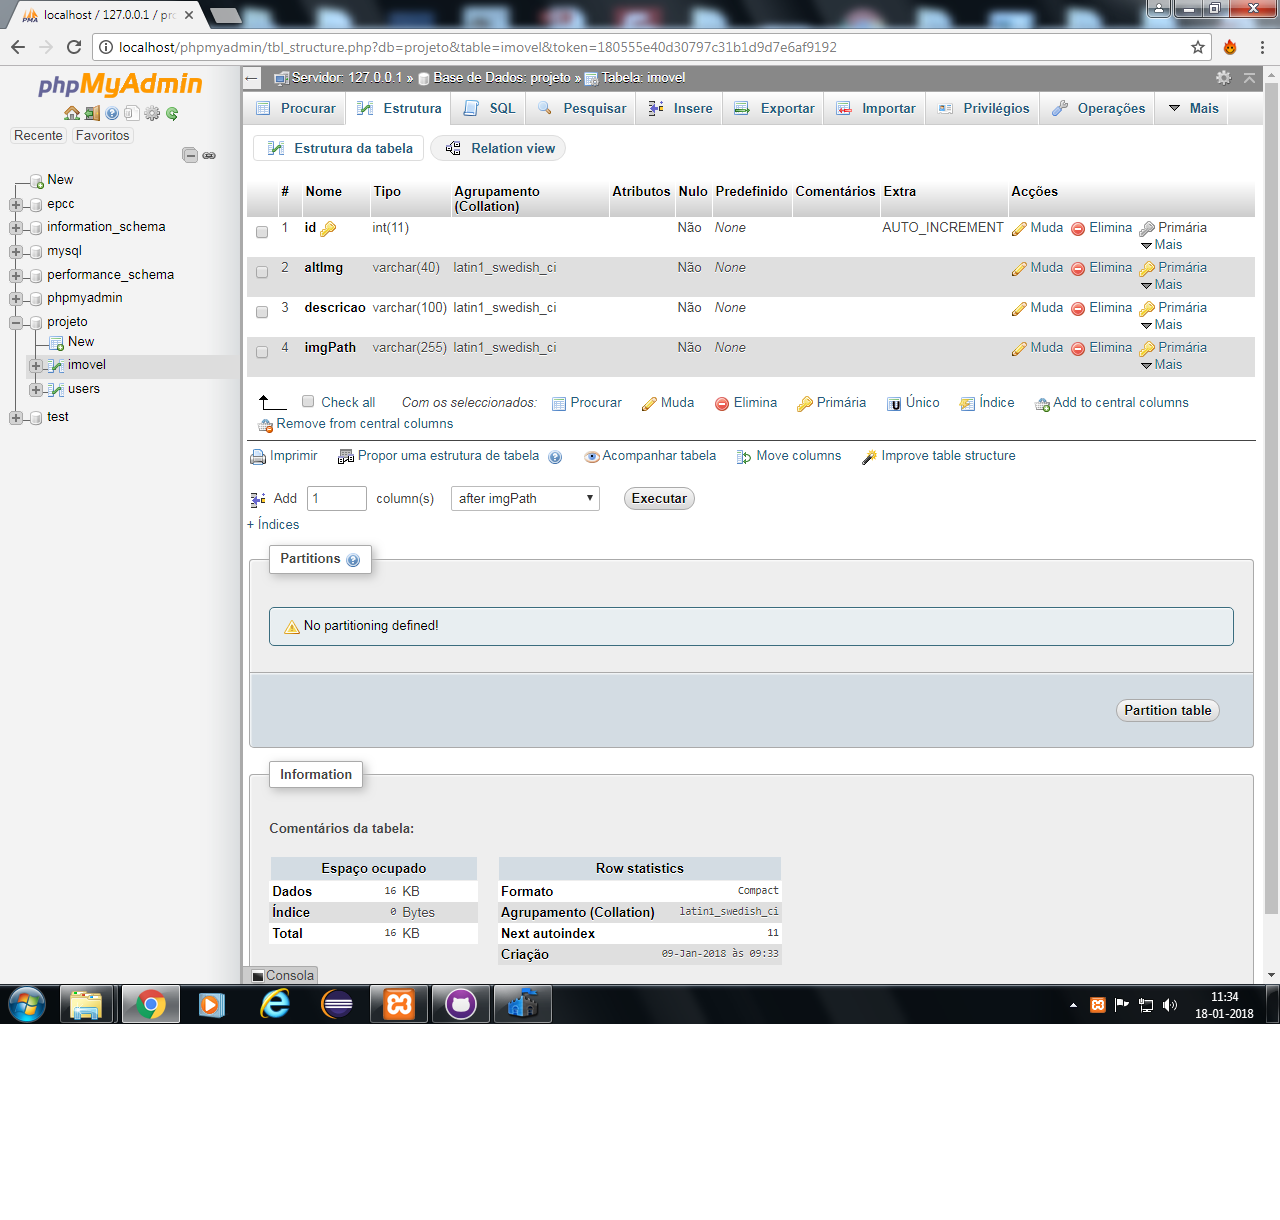 localhost / 127.0.0.1 / pro
localhost/phpmyadmin/tbl_structure.php?db=projeto&table=imovel&token=180555e40d30797c31b1d9d7e6af9192
phpMyAdmin
Recente Favoritos
New
epcc
information_schema
mysql
performance_schema
phpmyadmin
projeto
New
imovel
users
test
Servidor: 127.0.0.1 » Base de Dados: projeto » Tabela: imovel
Procurar Estrutura SQL Pesquisar Insere Exportar Importar Privilégios Operações Mais
Estrutura da tabela Relation view
# Nome Tipo Agrupamento (Collation) Atributos Nulo Predefinido Comentários Extra Acções
1 id int(11) Não None AUTO_INCREMENT Muda Elimina Primária
Mais
2 altImg varchar(40) latin1_swedish_ci Não None Muda Elimina Primária
Mais
3 descricao varchar(100) latin1_swedish_ci Não None Muda Elimina Primária
Mais
4 imgPath varchar(255) latin1_swedish_ci Não None Muda Elimina Primária
Mais
Check all Com os seleccionados: Procurar Muda Elimina Primária Único Índice Add to central columns
Remove from central columns
Imprimir Propor uma estrutura de tabela Acompanhar tabela Move columns Improve table structure
Add 1 column(s) after imgPath Executar
+ Índices
Partitions
No partitioning defined!
Partition table
Information
Comentários da tabela:
Espaço ocupado
Dados 16 KB
Índice 0 Bytes
Total 16 KB
Row statistics
Formato Compact
Agrupamento (Collation) latin1_swedish_ci
Next autoindex 11
Criação 09-Jan-2018 às 09:33
Consola
11:34
18-01-2018